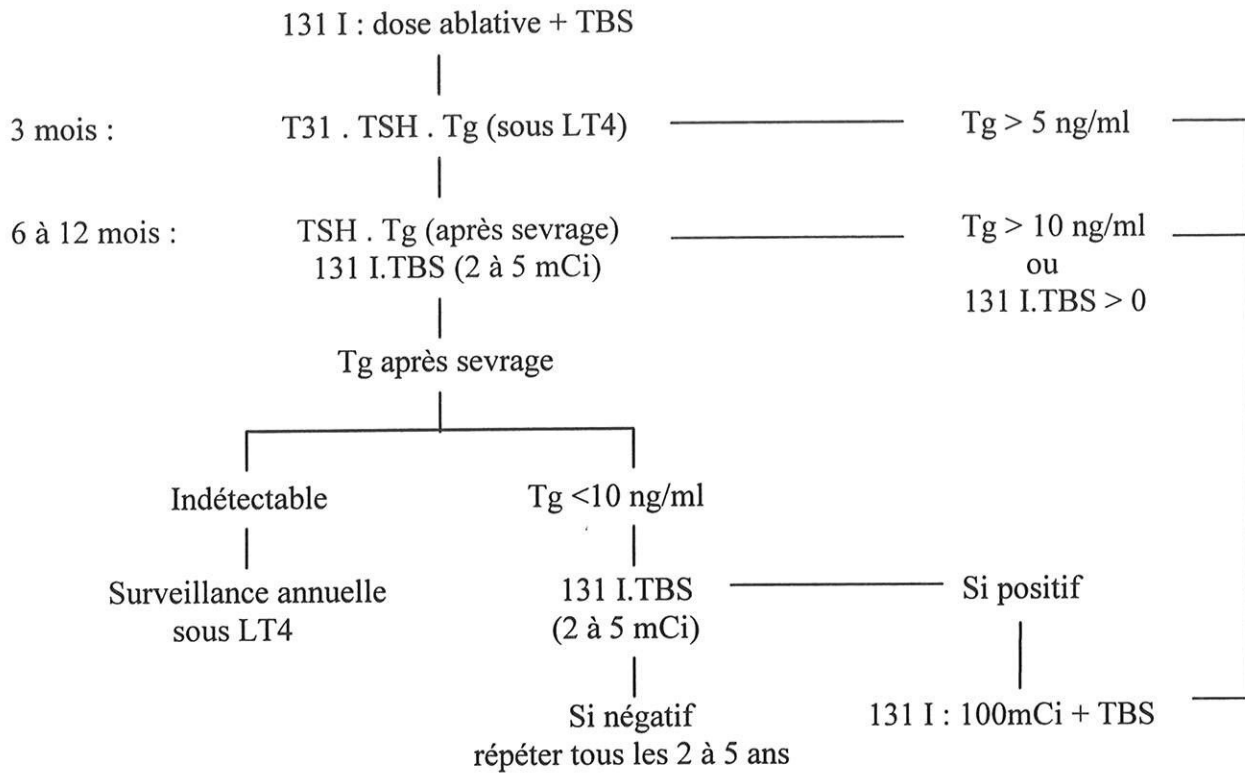 131 I : dose ablative + TBS
3 mois :
T31 . TSH . Tg (sous LT4)
Tg > 5 ng/ml
6 à 12 mois :
TSH . Tg (après sevrage)
131 I.TBS (2 à 5 mCi)
Tg > 10 ng/ml
ou
131 I.TBS > 0
Tg après sevrage
Indétectable
Tg <10 ng/ml
Surveillance annuelle
sous LT4
131 I.TBS
(2 à 5 mCi)
Si positif
Si négatif
répéter tous les 2 à 5 ans
131 I : 100mCi + TBS